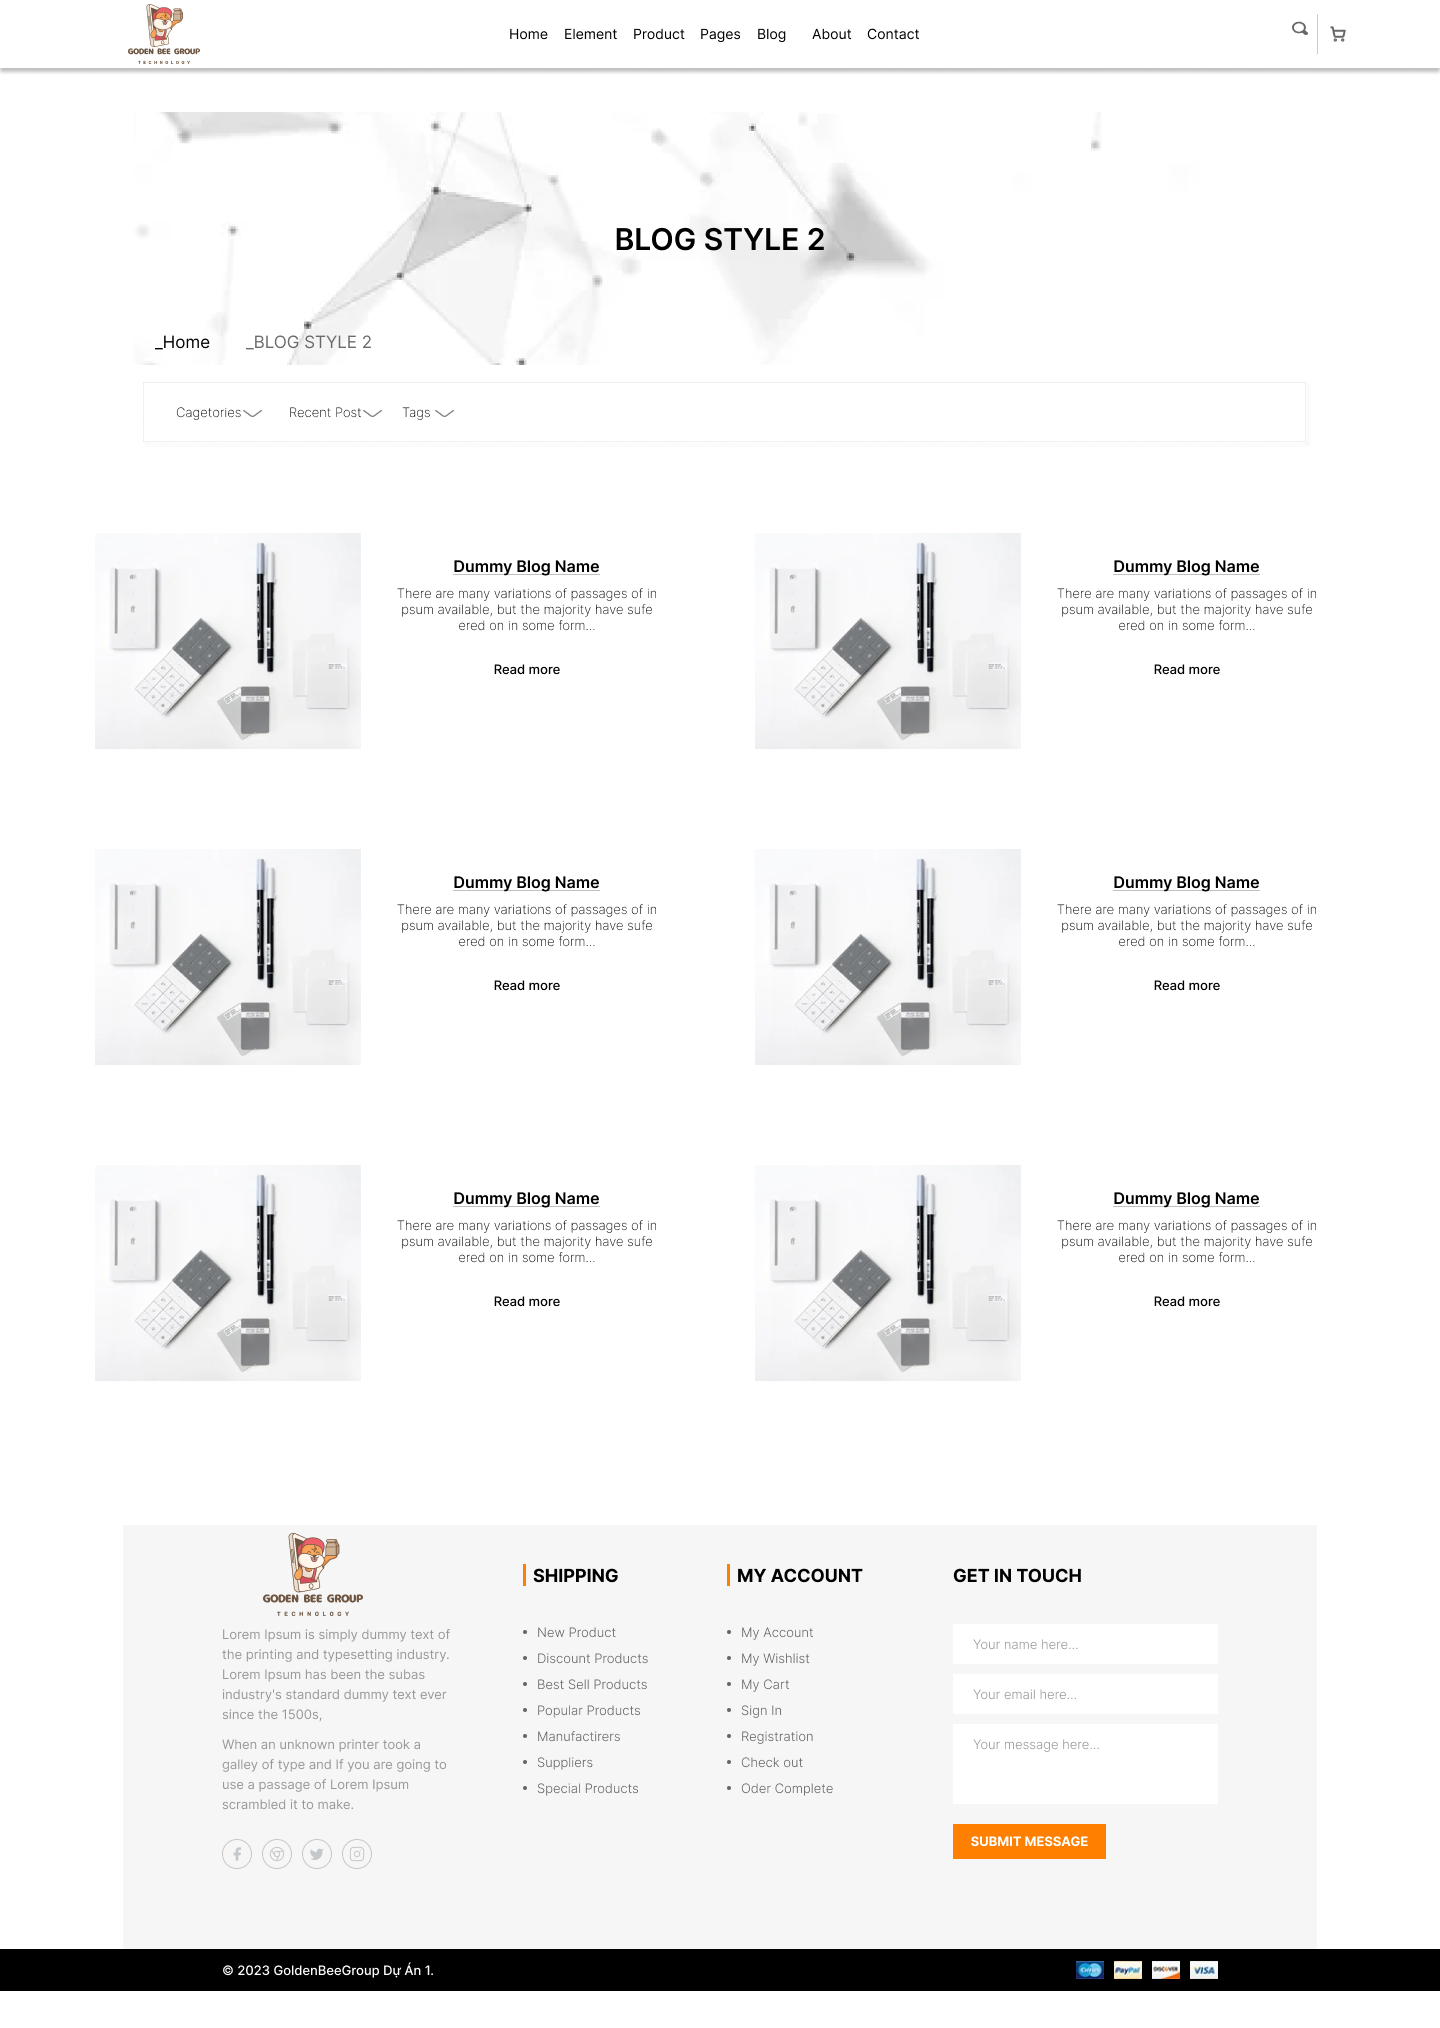 GODEN BEE GROUP
TECHNOLOGY
Home Element Product Pages Blog About Contact
BLOG STYLE 2
_Home _BLOG STYLE 2
Cagetories Recent Post Tags
Dummy Blog Name
There are many variations of passages of in
psum available, but the majority have sufe
ered on in some form...
Read more
Dummy Blog Name
There are many variations of passages of in
psum available, but the majority have sufe
ered on in some form...
Read more
Dummy Blog Name
There are many variations of passages of in
psum available, but the majority have sufe
ered on in some form...
Read more
Dummy Blog Name
There are many variations of passages of in
psum available, but the majority have sufe
ered on in some form...
Read more
Dummy Blog Name
There are many variations of passages of in
psum available, but the majority have sufe
ered on in some form...
Read more
Dummy Blog Name
There are many variations of passages of in
psum available, but the majority have sufe
ered on in some form...
Read more
GODEN BEE GROUP
TECHNOLOGY
Lorem Ipsum is simply dummy text of
the printing and typesetting industry.
Lorem Ipsum has been the subas
industry's standard dummy text ever
since the 1500s,
When an unknown printer took a
galley of type and If you are going to
use a passage of Lorem Ipsum
scrambled it to make.
SHIPPING
New Product
Discount Products
Best Sell Products
Popular Products
Manufactirers
Suppliers
Special Products
MY ACCOUNT
My Account
My Wishlist
My Cart
Sign In
Registration
Check out
Oder Complete
GET IN TOUCH
Your name here...
Your email here...
Your message here...
SUBMIT MESSAGE
© 2023 GoldenBeeGroup Dự Án 1.
Cirrus PayPal DISCOVER VISA